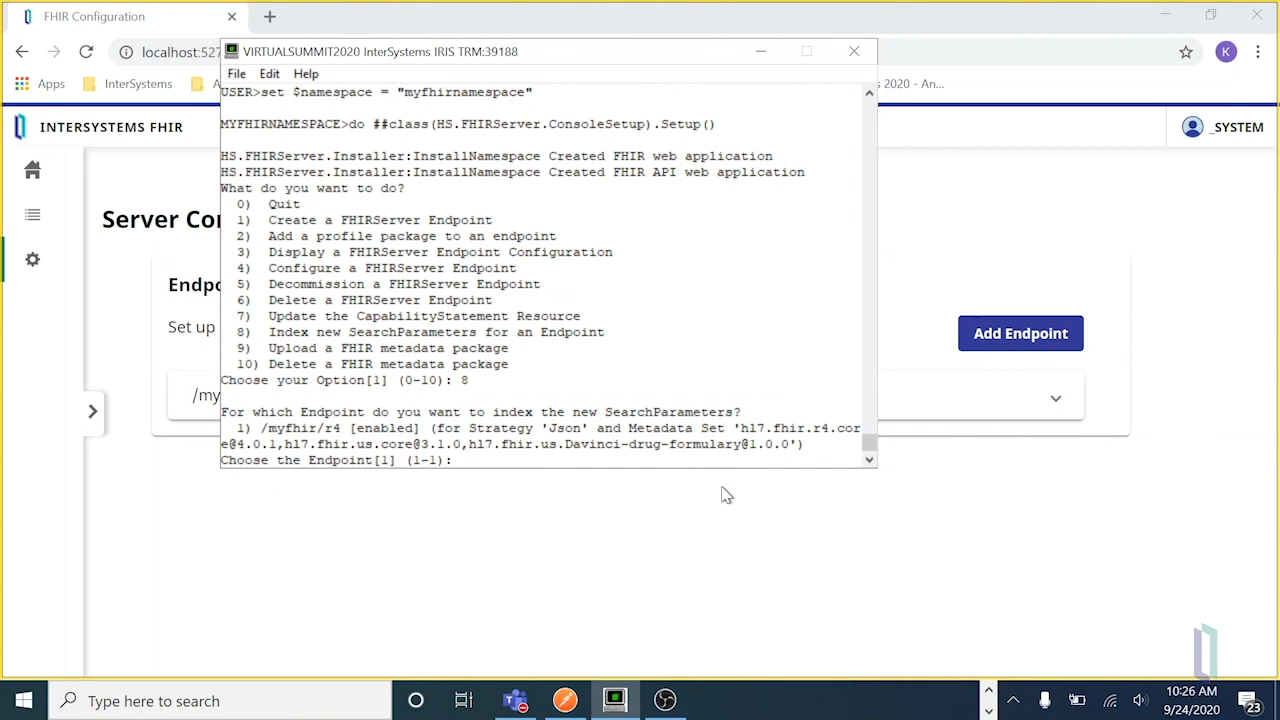 FHIR Configuration
localhost:527
Apps
InterSystems
s 2020 - An...
K
VIRTUALSUMMIT2020 InterSystems IRIS TRM:39188
File Edit Help
USER>set $namespace = "myfhirnamespace"
MYFHIRNAMESPACE>do ##class(HS.FHIRServer.ConsoleSetup).Setup()
HS.FHIRServer.Installer:InstallNamespace Created FHIR web application
HS.FHIRServer.Installer:InstallNamespace Created FHIR API web application
What do you want to do?
0) Quit
1) Create a FHIRServer Endpoint
2) Add a profile package to an endpoint
3) Display a FHIRServer Endpoint Configuration
4) Configure a FHIRServer Endpoint
5) Decommission a FHIRServer Endpoint
6) Delete a FHIRServer Endpoint
7) Update the CapabilityStatement Resource
8) Index new SearchParameters for an Endpoint
9) Upload a FHIR metadata package
10) Delete a FHIR metadata package
Choose your Option[1] (0-10): 8
For which Endpoint do you want to index the new SearchParameters?
1) /myfhir/r4 [enabled] (for Strategy 'Json' and Metadata Set 'hl7.fhir.r4.cor
e@4.0.1,hl7.fhir.us.core@3.1.0,hl7.fhir.us.Davinci-drug-formulary@1.0.0')
Choose the Endpoint[1] (1-1):
INTERSYSTEMS FHIR
_SYSTEM
Server Co
Endpo
Set up
Add Endpoint
/my
Type here to search
10:26 AM
9/24/2020
23